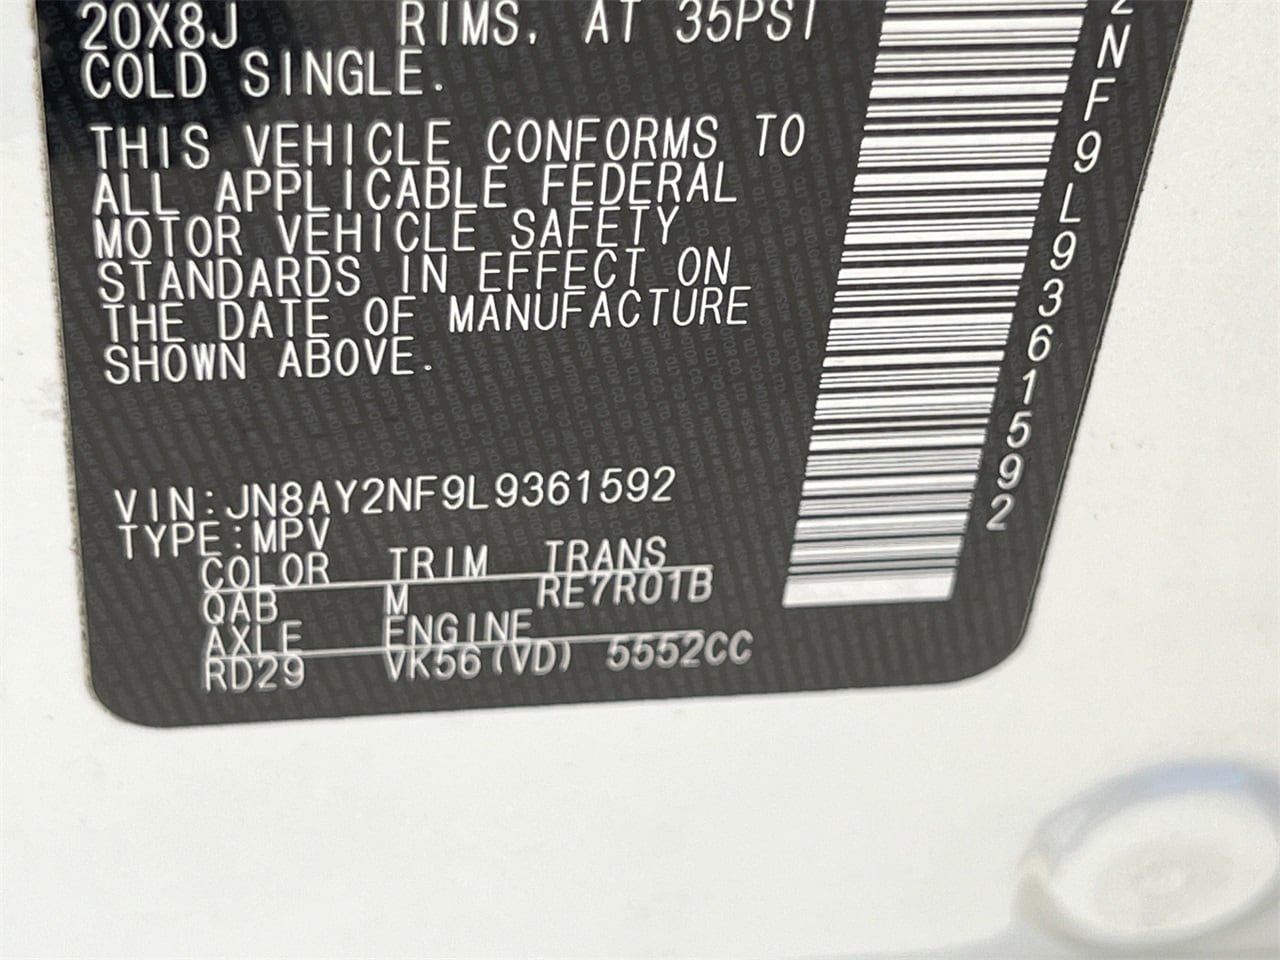 20X8J RIMS, AT 35PSI
COLD SINGLE.
THIS VEHICLE CONFORMS TO
ALL APPLICABLE FEDERAL
MOTOR VEHICLE SAFETY
STANDARDS IN EFFECT ON
THE DATE OF MANUFACTURE
SHOWN ABOVE.
VIN:JN8AY2NF9L9361592
TYPE:MPV
COLOR TRIM TRANS
QAB M RE7R01B
AXLE ENGINE
RD29 VK56(VD) 5552CC
2NF9L9361592